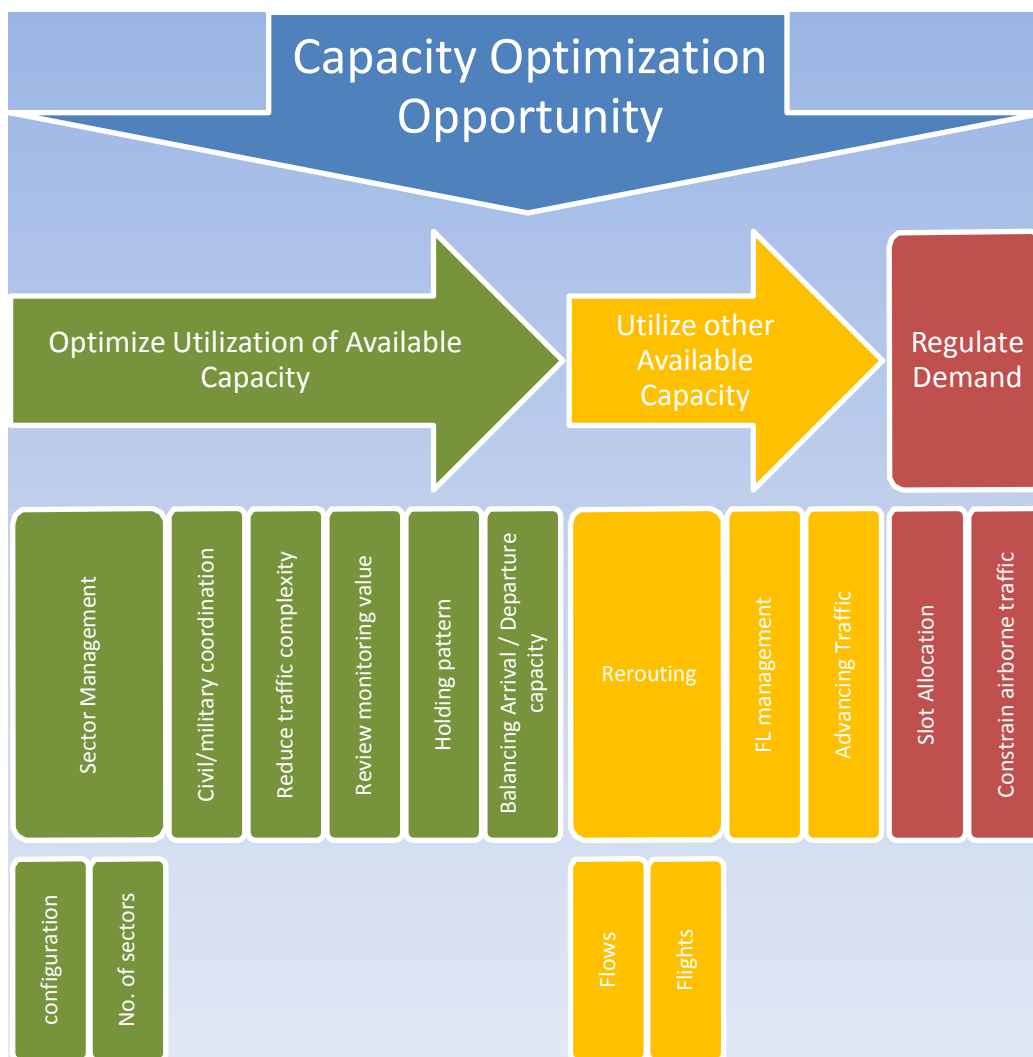 Capacity Optimization
Opportunity
Optimize Utilization of Available
Capacity
Utilize other
Available
Capacity
Regulate
Demand
Sector Management
Civil/military coordination
Reduce traffic complexity
Review monitoring value
Holding pattern
Balancing Arrival / Departure
capacity
Rerouting
FL management
Advancing Traffic
Slot Allocation
Constrain airborne traffic
configuration
No. of sectors
Flows
Flights